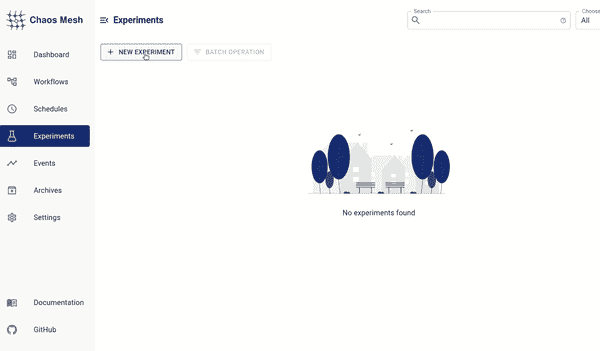 Chaos Mesh
Experiments
Search
Choose
All
NEW EXPERIMENT
BATCH OPERATION
Dashboard
Workflows
Schedules
Experiments
Events
Archives
Settings
No experiments found
Documentation
GitHub